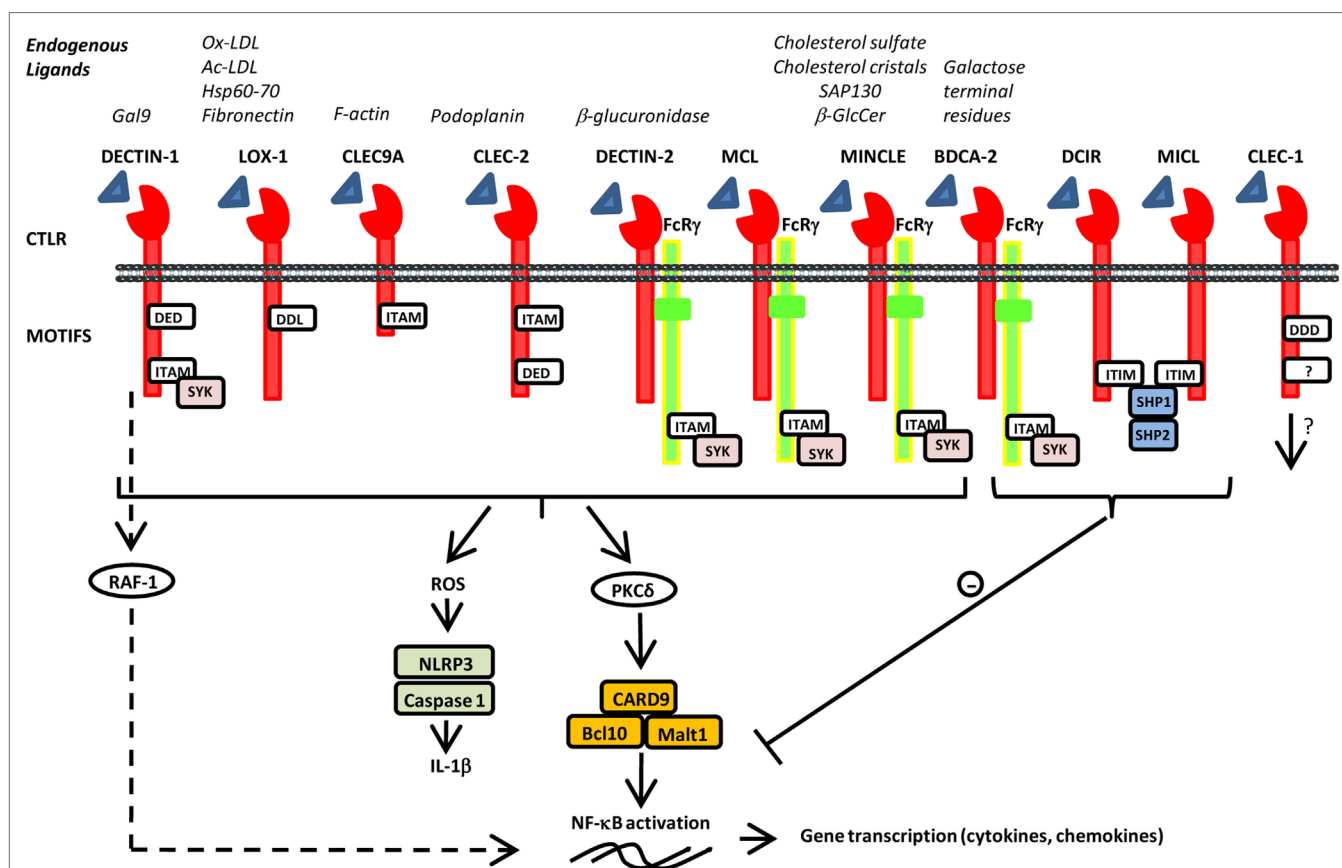 Endogenous
Ligands
Ox-LDL
Ac-LDL
Hsp60-70
Fibronectin
Cholesterol sulfate
Cholesterol cristals
SAP130
β-GlcCer
Galactose
terminal
residues
Gal9
F-actin
Podoplanin
β-glucuronidase
DECTIN-1
LOX-1
CLEC9A
CLEC-2
DECTIN-2
MCL
MINCLE
BDCA-2
DCIR
MICL
CLEC-1
CTLR
FcRγ
FcRγ
FcRγ
FcRγ
MOTIFS
DED
DDL
ITAM
ITAM
DDD
ITAM
SYK
DED
ITIM
ITIM
?
SHP1
SHP2
ITAM
SYK
ITAM
SYK
ITAM
SYK
ITAM
SYK
?
RAF-1
ROS
PKCδ
–
NLRP3
Caspase 1
IL-1β
CARD9
Bcl10
Malt1
NF-κB activation
Gene transcription (cytokines, chemokines)